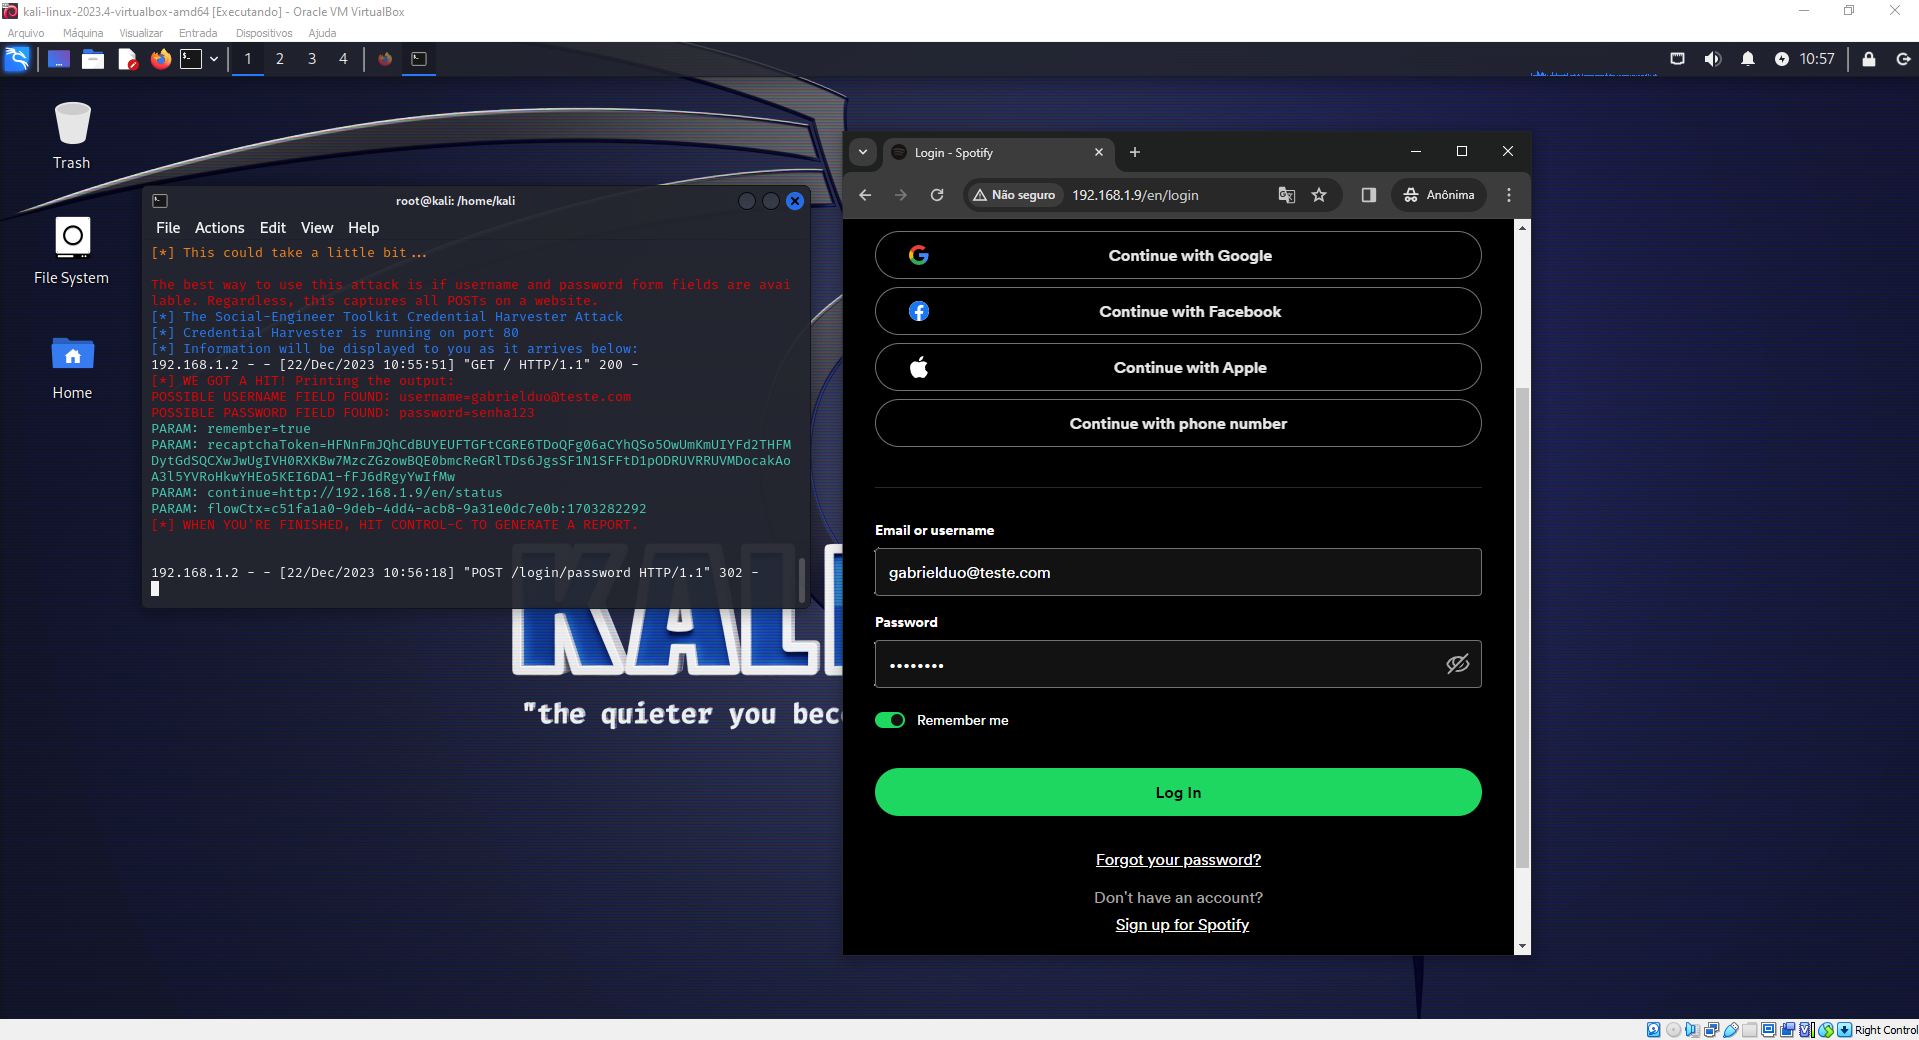 kali-linux-2023.4-virtualbox-amd64 [Executando] - Oracle VM VirtualBox
Arquivo Máquina Visualizar Entrada Dispositivos Ajuda
1 2 3 4
10:57
Trash
File System
Home
root@kali: /home/kali
File Actions Edit View Help
[*] This could take a little bit...
The best way to use this attack is if username and password form fields are avai
lable. Regardless, this captures all POSTs on a website.
[*] The Social-Engineer Toolkit Credential Harvester Attack
[*] Credential Harvester is running on port 80
[*] Information will be displayed to you as it arrives below:
192.168.1.2 - - [22/Dec/2023 10:55:51] "GET / HTTP/1.1" 200 -
[*] WE GOT A HIT! Printing the output:
POSSIBLE USERNAME FIELD FOUND: username=gabrielduo@teste.com
POSSIBLE PASSWORD FIELD FOUND: password=senha123
PARAM: remember=true
PARAM: recaptchaToken=HFNnFmJQhCdBUYEUFTGFtCGRE6TDoQFg06aCYhQSo5OwUmKmUIYFd2THFM
DytGdSQCXwJwUgIVH0RXKBw7MzcZGzowBQE0bmcReGRlTDs6JgsSF1N1SFFtD1pODRUVRRUVMDocakAo
A3l5YVRoHkwYHEo5KEI6DA1-fFJ6dRgyYwIfMw
PARAM: continue=http://192.168.1.9/en/status
PARAM: flowCtx=c51fa1a0-9deb-4dd4-acb8-9a31e0dc7e0b:1703282292
[*] WHEN YOU'RE FINISHED, HIT CONTROL-C TO GENERATE A REPORT.
192.168.1.2 - - [22/Dec/2023 10:56:18] "POST /login/password HTTP/1.1" 302 -
KALI
"the quieter you bec
Login - Spotify
Não seguro 192.168.1.9/en/login Anônima
Continue with Google
Continue with Facebook
Continue with Apple
Continue with phone number
Email or username
gabrielduo@teste.com
Password
••••••••
Remember me
Log In
Forgot your password?
Don't have an account?
Sign up for Spotify
Right Control